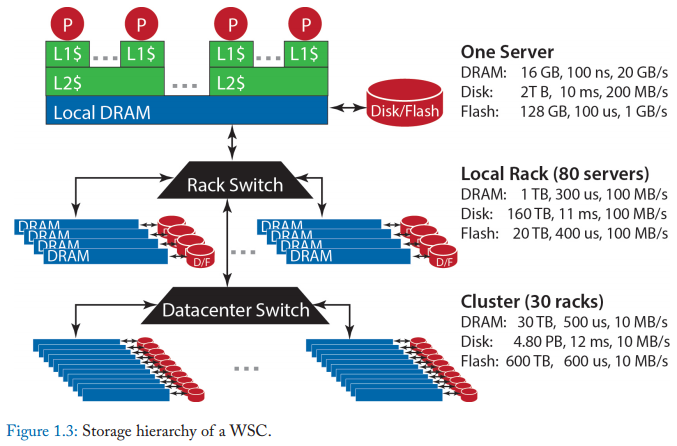 P P P P
L1$ L1$ L1$ L1$
L2$ L2$
Local DRAM
Disk/Flash
One Server
DRAM: 16 GB, 100 ns, 20 GB/s
Disk: 2T B, 10 ms, 200 MB/s
Flash: 128 GB, 100 us, 1 GB/s
Rack Switch
Local Rack (80 servers)
DRAM: 1 TB, 300 us, 100 MB/s
Disk: 160 TB, 11 ms, 100 MB/s
Flash: 20 TB, 400 us, 100 MB/s
DRAM DRAM
DRAM DRAM
DRAM DRAM
DRAM D/F DRAM D/F
Datacenter Switch
Cluster (30 racks)
DRAM: 30 TB, 500 us, 10 MB/s
Disk: 4.80 PB, 12 ms, 10 MB/s
Flash: 600 TB, 600 us, 10 MB/s
Figure 1.3: Storage hierarchy of a WSC.